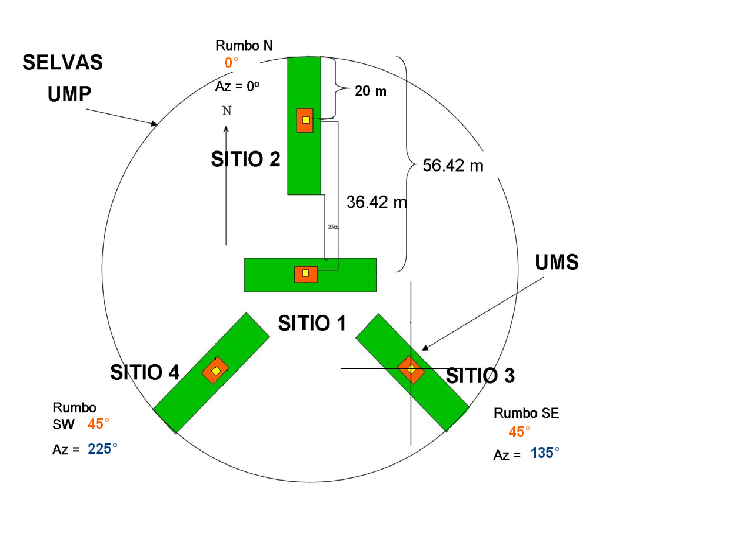 Rumbo N
0°
Az = 0º
SELVAS
UMP
N
20 m
SITIO 2
56.42 m
36.42 m
UMS
SITIO 1
SITIO 4
SITIO 3
Rumbo
SW 45°
Az = 225°
Rumbo SE
45°
Az = 135°